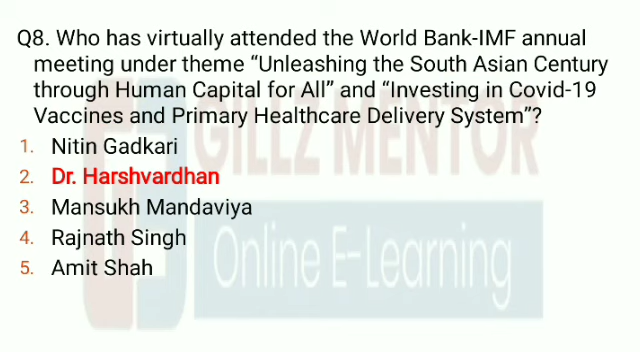 Q8. Who has virtually attended the World Bank-IMF annual
meeting under theme “Unleashing the South Asian Century
through Human Capital for All” and “Investing in Covid-19
Vaccines and Primary Healthcare Delivery System”?
1. Nitin Gadkari
2. Dr. Harshvardhan
3. Mansukh Mandaviya
4. Rajnath Singh
5. Amit Shah
GILLZ MENTOR
Online E-Learning